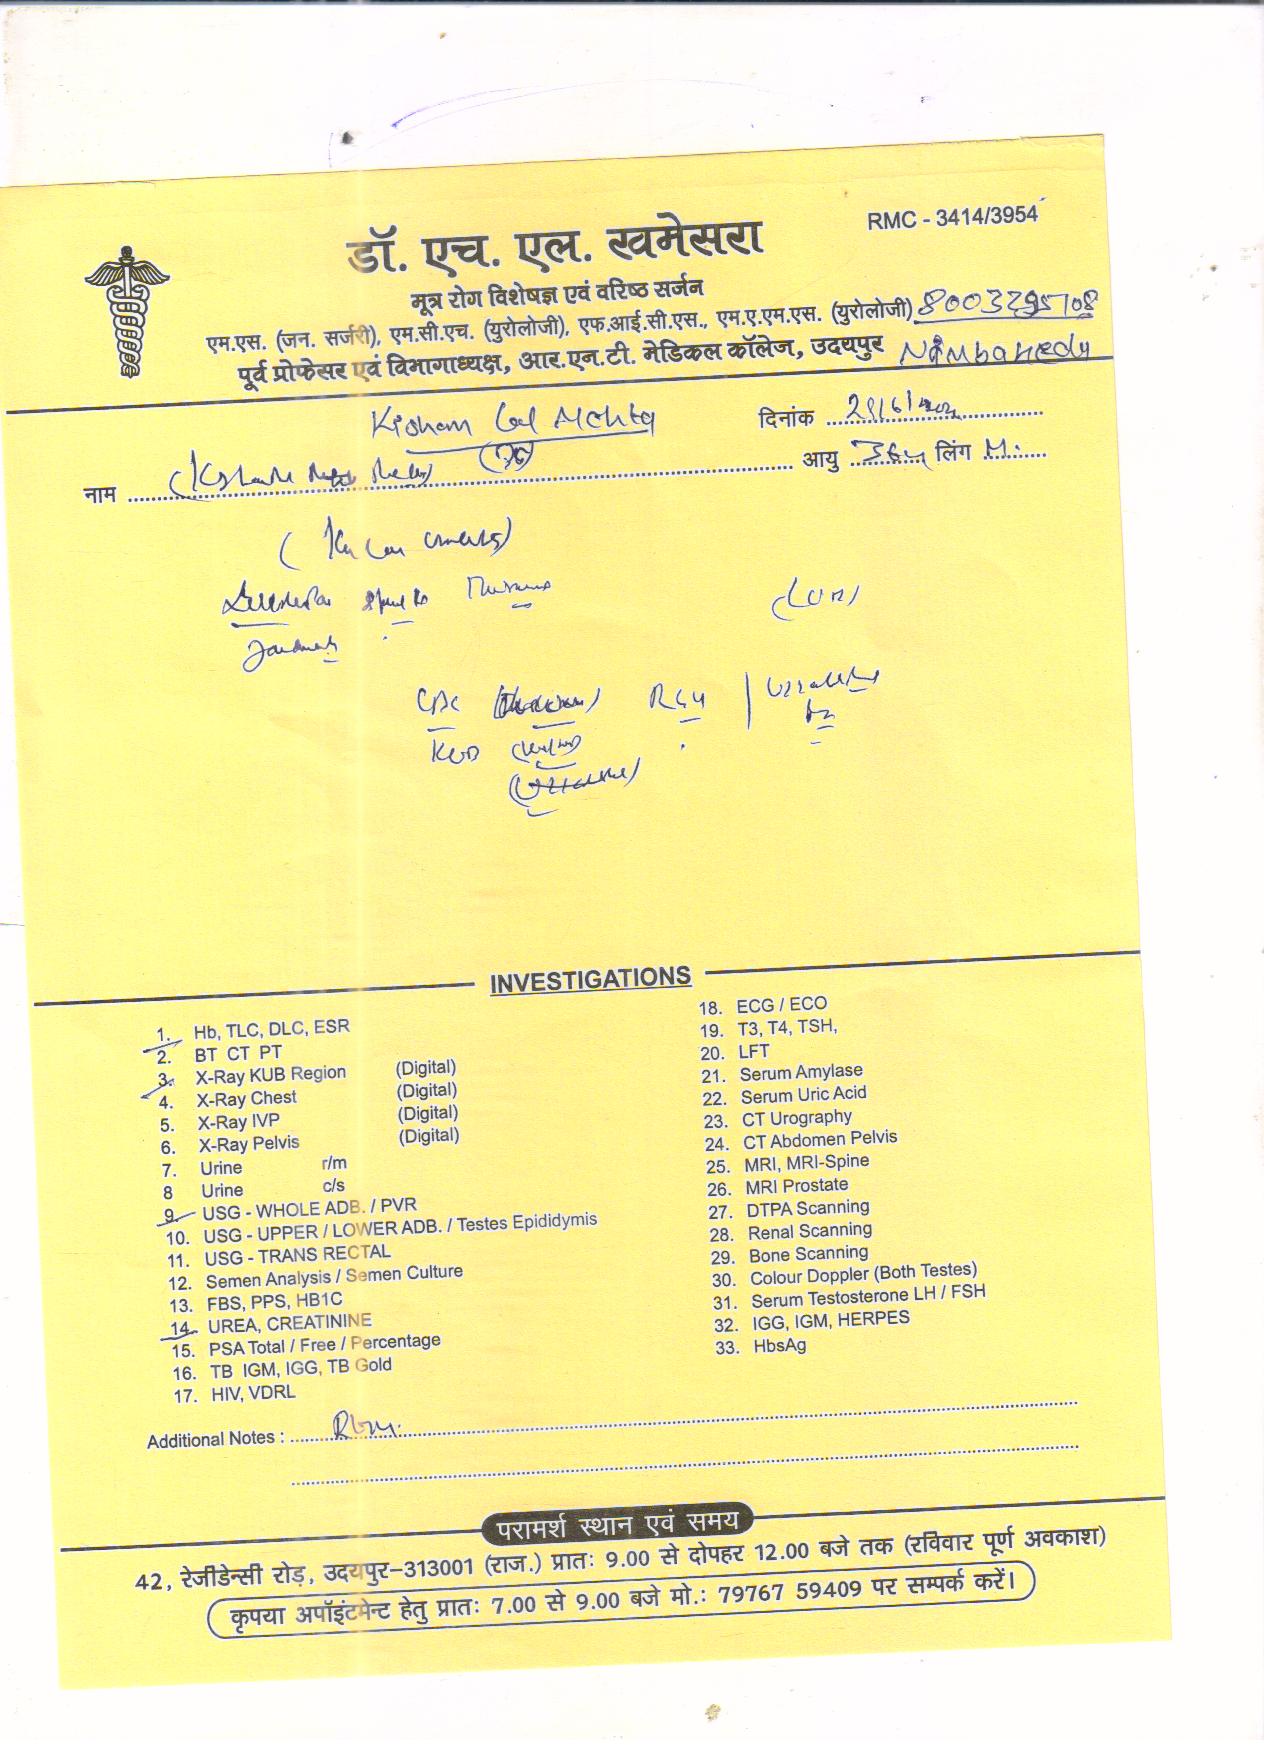 RMC - 3414/3954
डॉ. एच. एल. खमेसरा
मूत्र रोग विशेषज्ञ एवं वरिष्ठ सर्जन
एम.एस. (जन. सर्जरी), एम.सी.एच. (युरोलोजी), एफ.आई.सी.एस., एम.ए.एम.एस. (युरोलोजी) 8003295708
पूर्व प्रोफेसर एवं विभागाध्यक्ष, आर.एन.टी. मेडिकल कॉलेज, उदयपुर Nimbahedy
Kishan Lal Mehta
दिनांक
नाम
आयु लिंग M.
CBC
KUB
INVESTIGATIONS
1. Hb, TLC, DLC, ESR
2. BT CT PT
3. X-Ray KUB Region (Digital)
4. X-Ray Chest (Digital)
5. X-Ray IVP (Digital)
6. X-Ray Pelvis (Digital)
7. Urine r/m
8 Urine c/s
9. USG - WHOLE ADB. / PVR
10. USG - UPPER / LOWER ADB. / Testes Epididymis
11. USG - TRANS RECTAL
12. Semen Analysis / Semen Culture
13. FBS, PPS, HB1C
14. UREA, CREATININE
15. PSA Total / Free / Percentage
16. TB IGM, IGG, TB Gold
17. HIV, VDRL
18. ECG / ECO
19. T3, T4, TSH,
20. LFT
21. Serum Amylase
22. Serum Uric Acid
23. CT Urography
24. CT Abdomen Pelvis
25. MRI, MRI-Spine
26. MRI Prostate
27. DTPA Scanning
28. Renal Scanning
29. Bone Scanning
30. Colour Doppler (Both Testes)
31. Serum Testosterone LH / FSH
32. IGG, IGM, HERPES
33. HbsAg
Additional Notes :
परामर्श स्थान एवं समय
42, रेजीडेन्सी रोड़, उदयपुर-313001 (राज.) प्रातः 9.00 से दोपहर 12.00 बजे तक (रविवार पूर्ण अवकाश)
कृपया अपॉइंटमेन्ट हेतु प्रातः 7.00 से 9.00 बजे मो.: 79767 59409 पर सम्पर्क करें।